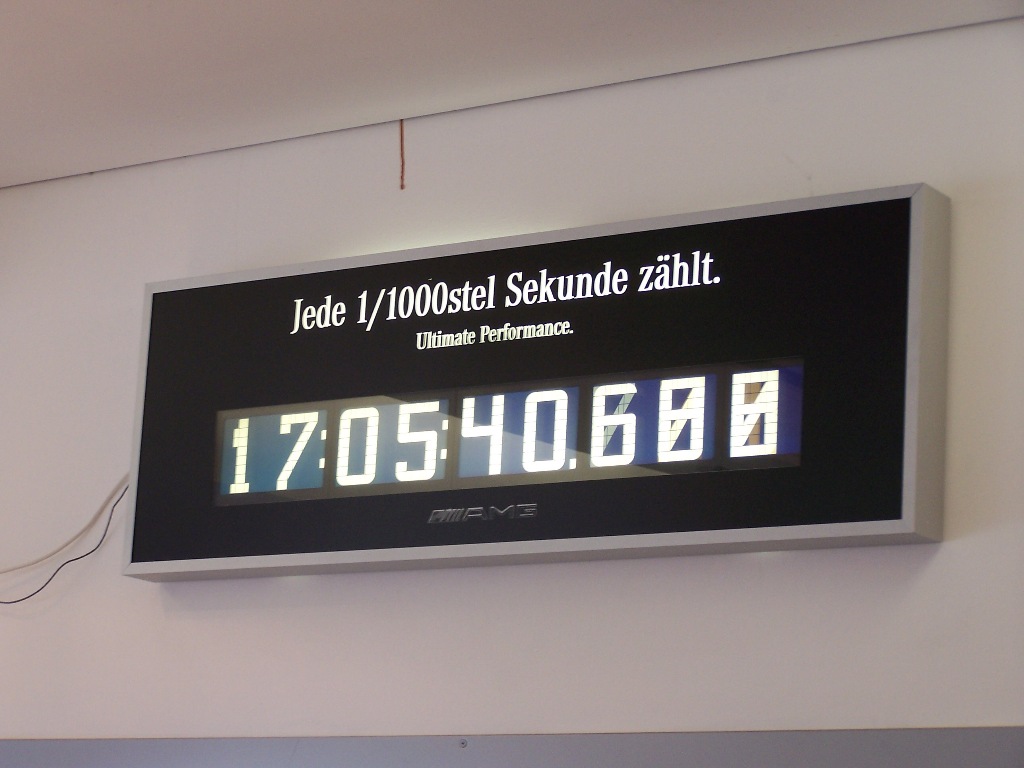 Jede 1/1000stel Sekunde zählt.
Ultimate Performance.
17:05:40.600
AMG